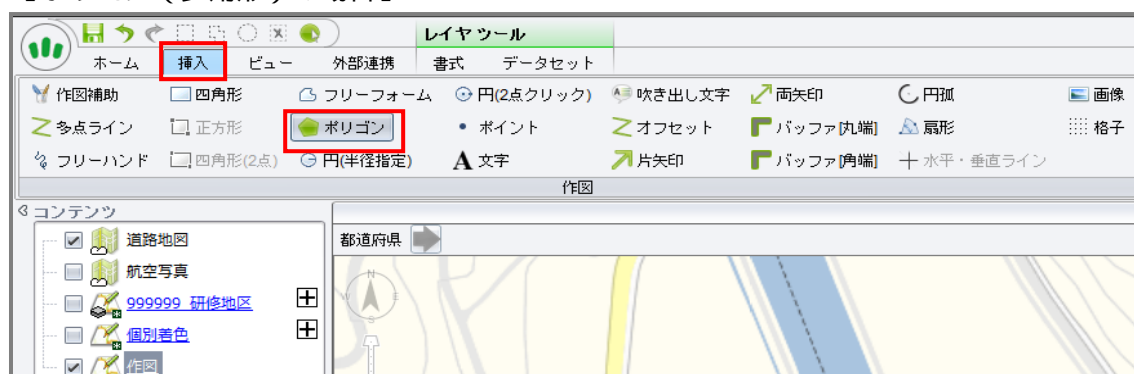 レイヤ ツール
ホーム 挿入 ビュー 外部連携 書式 データセット
作図補助 四角形 フリーフォーム 円(2点クリック) 吹き出し文字 両矢印 円弧 画像
多点ライン 正方形 ポリゴン ポイント オフセット バッファ[丸端] 扇形 格子
フリーハンド 四角形(2点) 円(半径指定) A 文字 片矢印 バッファ[角端] 水平・垂直ライン
作図
コンテンツ
道路地図
都道府県
航空写真
999999 研修地区
個別着色
作図
N
W E
S